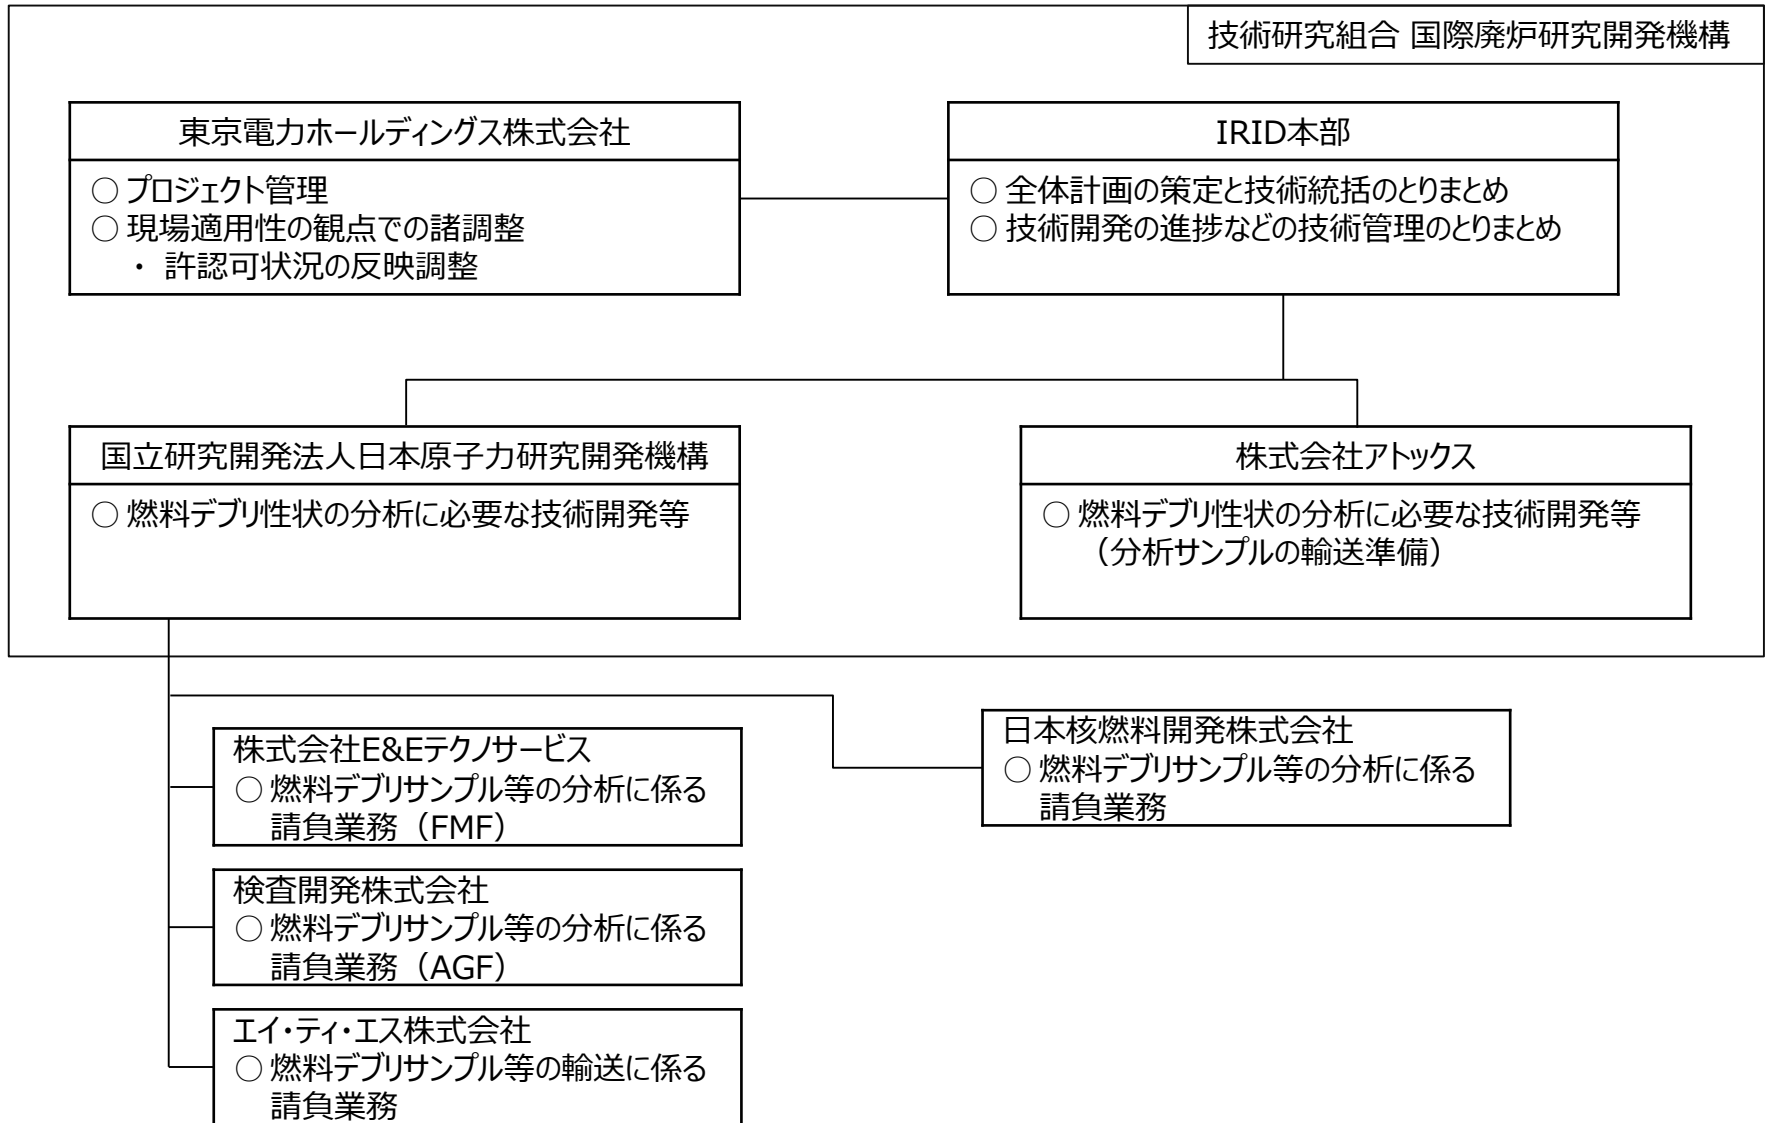 技術研究組合 国際廃炉研究開発機構
東京電力ホールディングス株式会社
○ プロジェクト管理
○ 現場適用性の観点での諸調整
・ 許認可状況の反映調整
IRID本部
○ 全体計画の策定と技術統括のとりまとめ
○ 技術開発の進捗などの技術管理のとりまとめ
国立研究開発法人日本原子力研究開発機構
○ 燃料デブリ性状の分析に必要な技術開発等
株式会社アトックス
○ 燃料デブリ性状の分析に必要な技術開発等
（分析サンプルの輸送準備）
株式会社E&Eテクノサービス
○ 燃料デブリサンプル等の分析に係る
請負業務（FMF）
日本核燃料開発株式会社
○ 燃料デブリサンプル等の分析に係る
請負業務
検査開発株式会社
○ 燃料デブリサンプル等の分析に係る
請負業務（AGF）
エイ・ティ・エス株式会社
○ 燃料デブリサンプル等の輸送に係る
請負業務